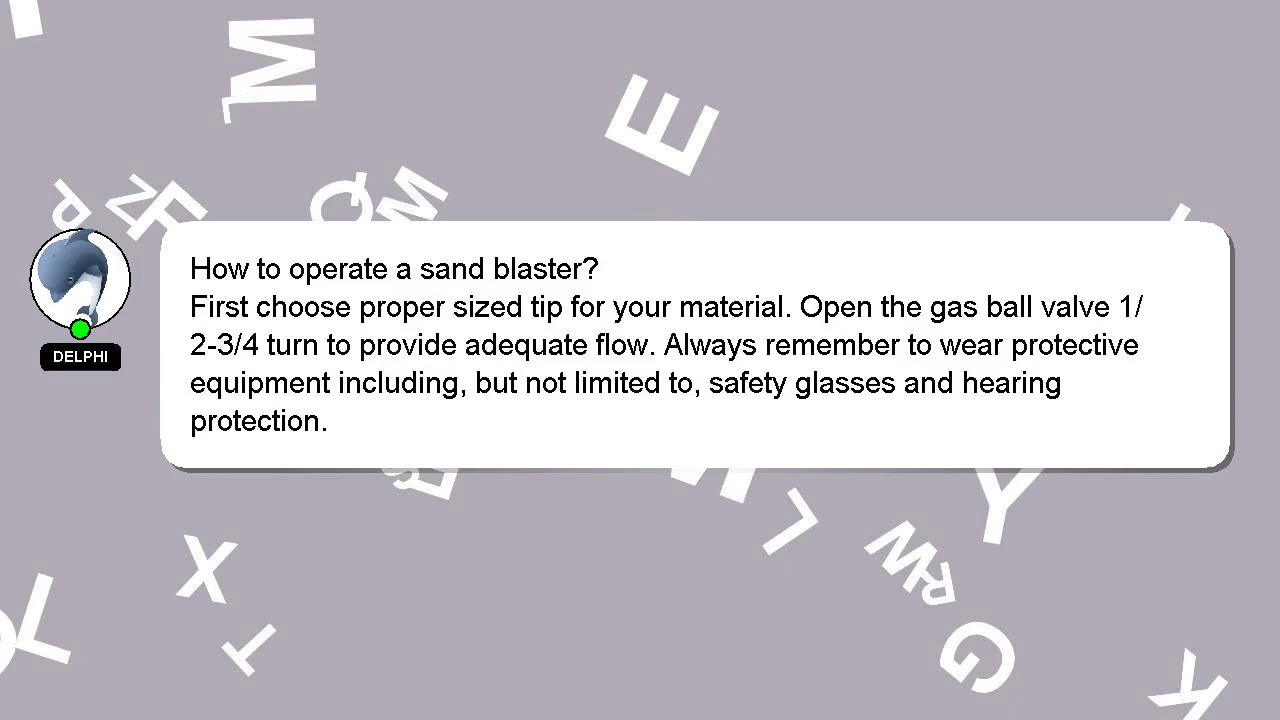 How to operate a sand blaster?
First choose proper sized tip for your material. Open the gas ball valve 1/
2-3/4 turn to provide adequate flow. Always remember to wear protective
equipment including, but not limited to, safety glasses and hearing
protection.
DELPHI
M
L
E
P
Z
F
Q
M
S
L
W
R
Y
X
T
G
K